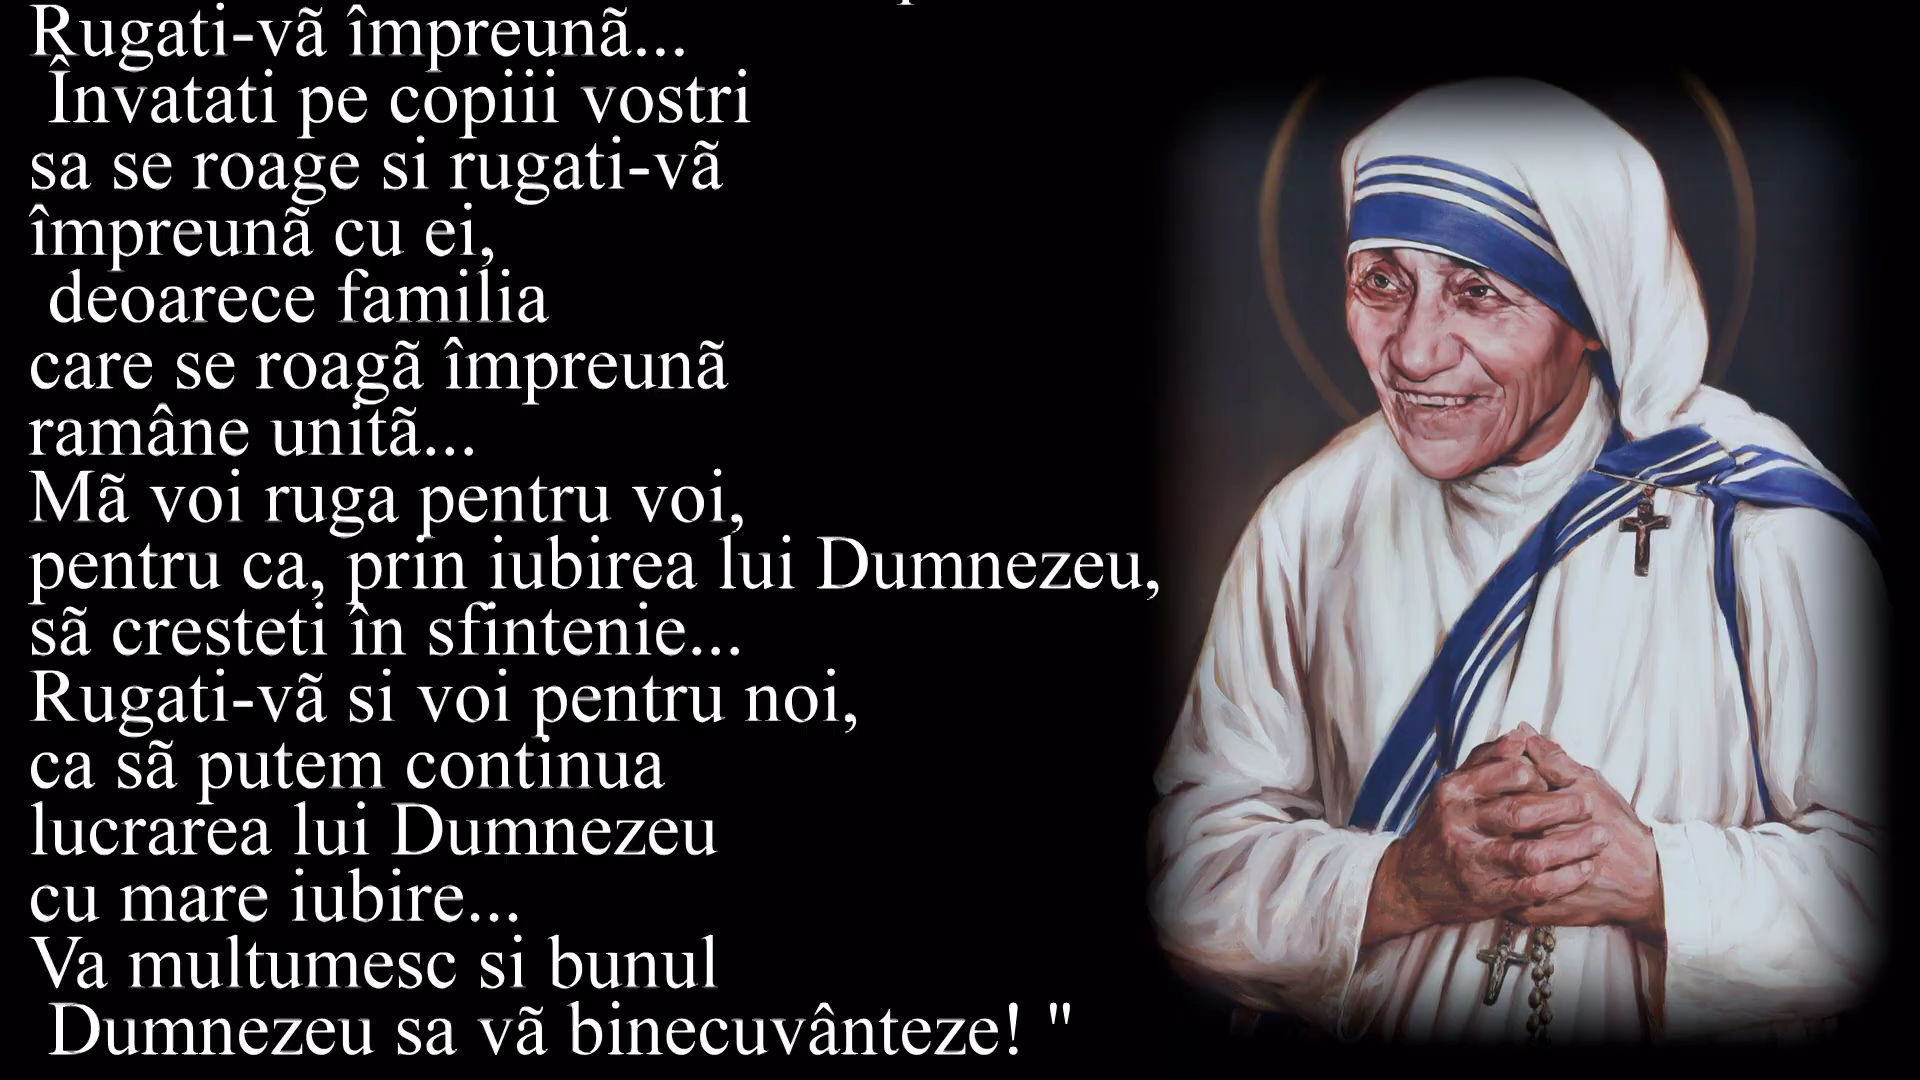 Rugati-vã împreunã...
Învatati pe copiii vostri
sa se roage si rugati-vã
împreunã cu ei,
deoarece familia
care se roagã împreunã
ramâne unitã...
Mã voi ruga pentru voi,
pentru ca, prin iubirea lui Dumnezeu,
sã cresteti în sfintenie...
Rugati-vã si voi pentru noi,
ca sã putem continua
lucrarea lui Dumnezeu
cu mare iubire...
Va multumesc si bunul
Dumnezeu sa vã binecuvânteze! "